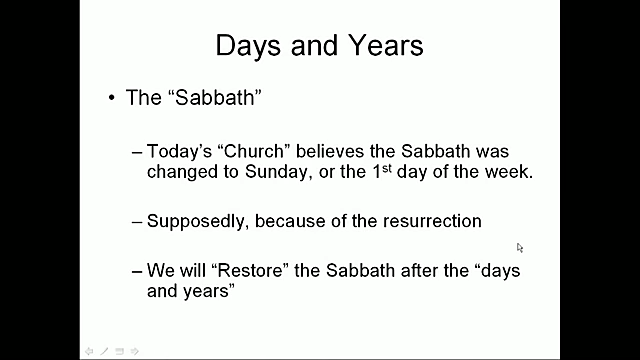 Days and Years
• The “Sabbath”
– Today’s “Church” believes the Sabbath was
changed to Sunday, or the 1st day of the week.
– Supposedly, because of the resurrection
– We will “Restore” the Sabbath after the “days
and years”